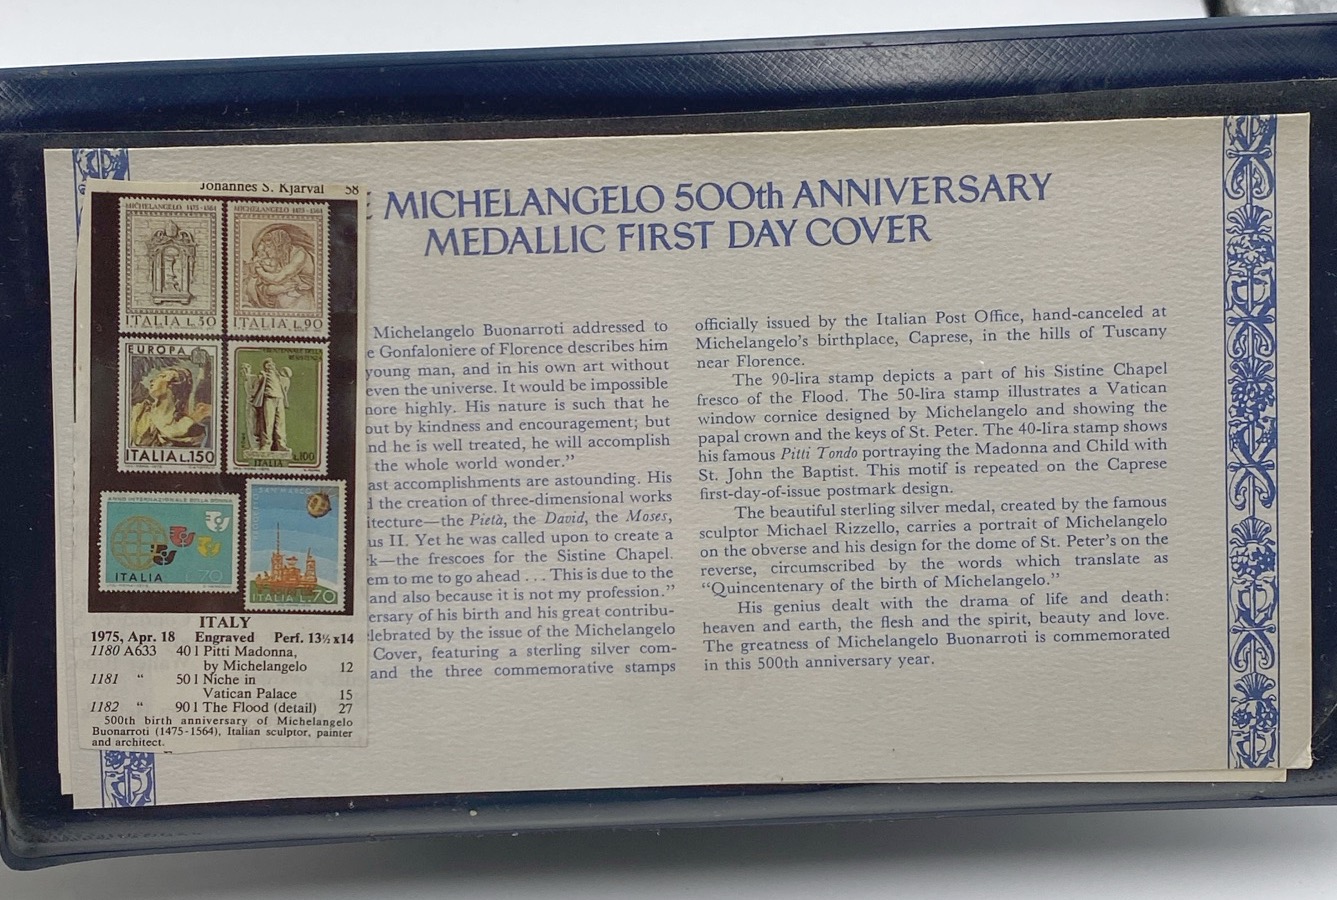 Johannes S. Kjarval 58
MICHELANGELO 1475-1564
MICHELANGELO 1475-1564
ITALIA L.50
ITALIA L.90
EUROPA
ITALIA L.150
ITALIA L.100
ITALIA 70
SAN MARCO
ITALIA L.70
ITALY
1975, Apr. 18 Engraved Perf. 13½x14
1180 A633 40 l Pitti Madonna,
by Michelangelo 12
1181 " 50 l Niche in
Vatican Palace 15
1182 " 90 l The Flood (detail) 27
500th birth anniversary of Michelangelo
Buonarroti (1475-1564), Italian sculptor, painter
and architect.
E MICHELANGELO 500th ANNIVERSARY
MEDALLIC FIRST DAY COVER
Michelangelo Buonarroti addressed to
e Gonfaloniere of Florence describes him
young man, and in his own art without
even the universe. It would be impossible
more highly. His nature is such that he
out by kindness and encouragement; but
nd he is well treated, he will accomplish
the whole world wonder."
ast accomplishments are astounding. His
d the creation of three-dimensional works
itecture—the Pietà, the David, the Moses,
us II. Yet he was called upon to create a
k—the frescoes for the Sistine Chapel.
em to me to go ahead . . . This is due to the
and also because it is not my profession."
ersary of his birth and his great contribu-
elebrated by the issue of the Michelangelo
Cover, featuring a sterling silver com-
and the three commemorative stamps
officially issued by the Italian Post Office, hand-canceled at
Michelangelo's birthplace, Caprese, in the hills of Tuscany
near Florence.
The 90-lira stamp depicts a part of his Sistine Chapel
fresco of the Flood. The 50-lira stamp illustrates a Vatican
window cornice designed by Michelangelo and showing the
papal crown and the keys of St. Peter. The 40-lira stamp shows
his famous Pitti Tondo portraying the Madonna and Child with
St. John the Baptist. This motif is repeated on the Caprese
first-day-of-issue postmark design.
The beautiful sterling silver medal, created by the famous
sculptor Michael Rizzello, carries a portrait of Michelangelo
on the obverse and his design for the dome of St. Peter's on the
reverse, circumscribed by the words which translate as
"Quincentenary of the birth of Michelangelo."
His genius dealt with the drama of life and death:
heaven and earth, the flesh and the spirit, beauty and love.
The greatness of Michelangelo Buonarroti is commemorated
in this 500th anniversary year.